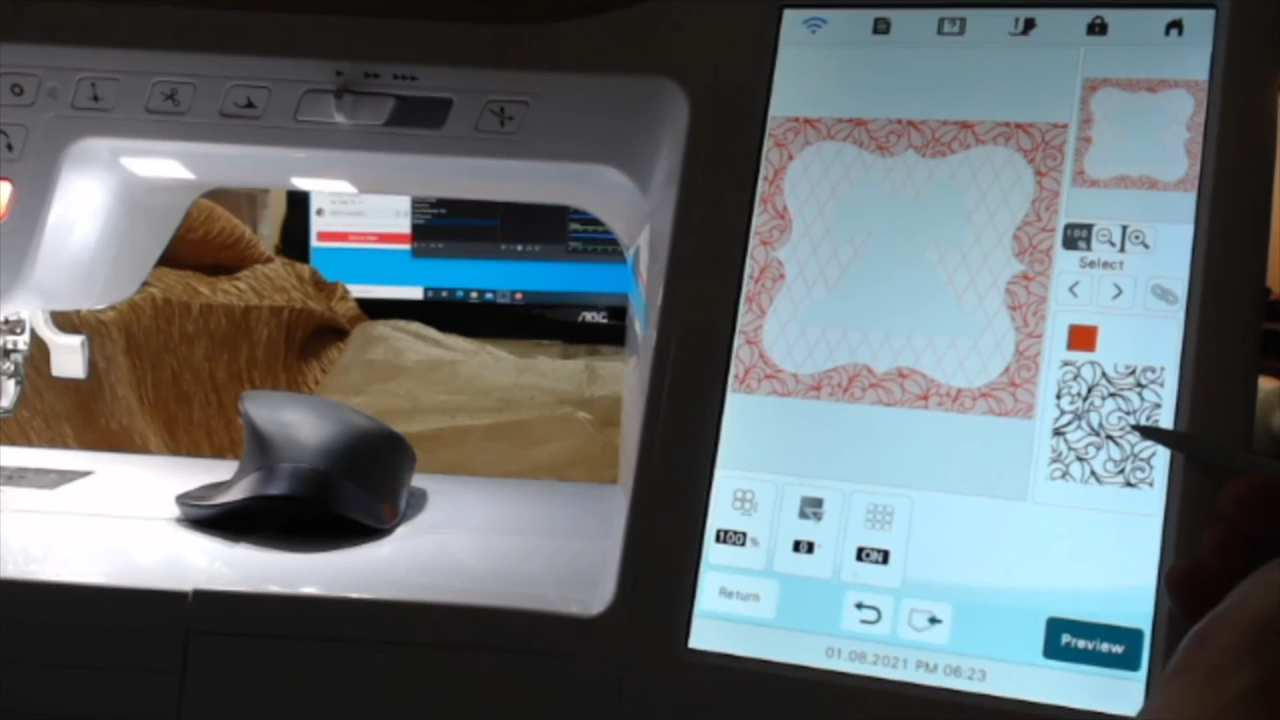 Select
100
%
100 %
0°
ON
Return
Preview
01.08.2021 PM 06:23
AOC